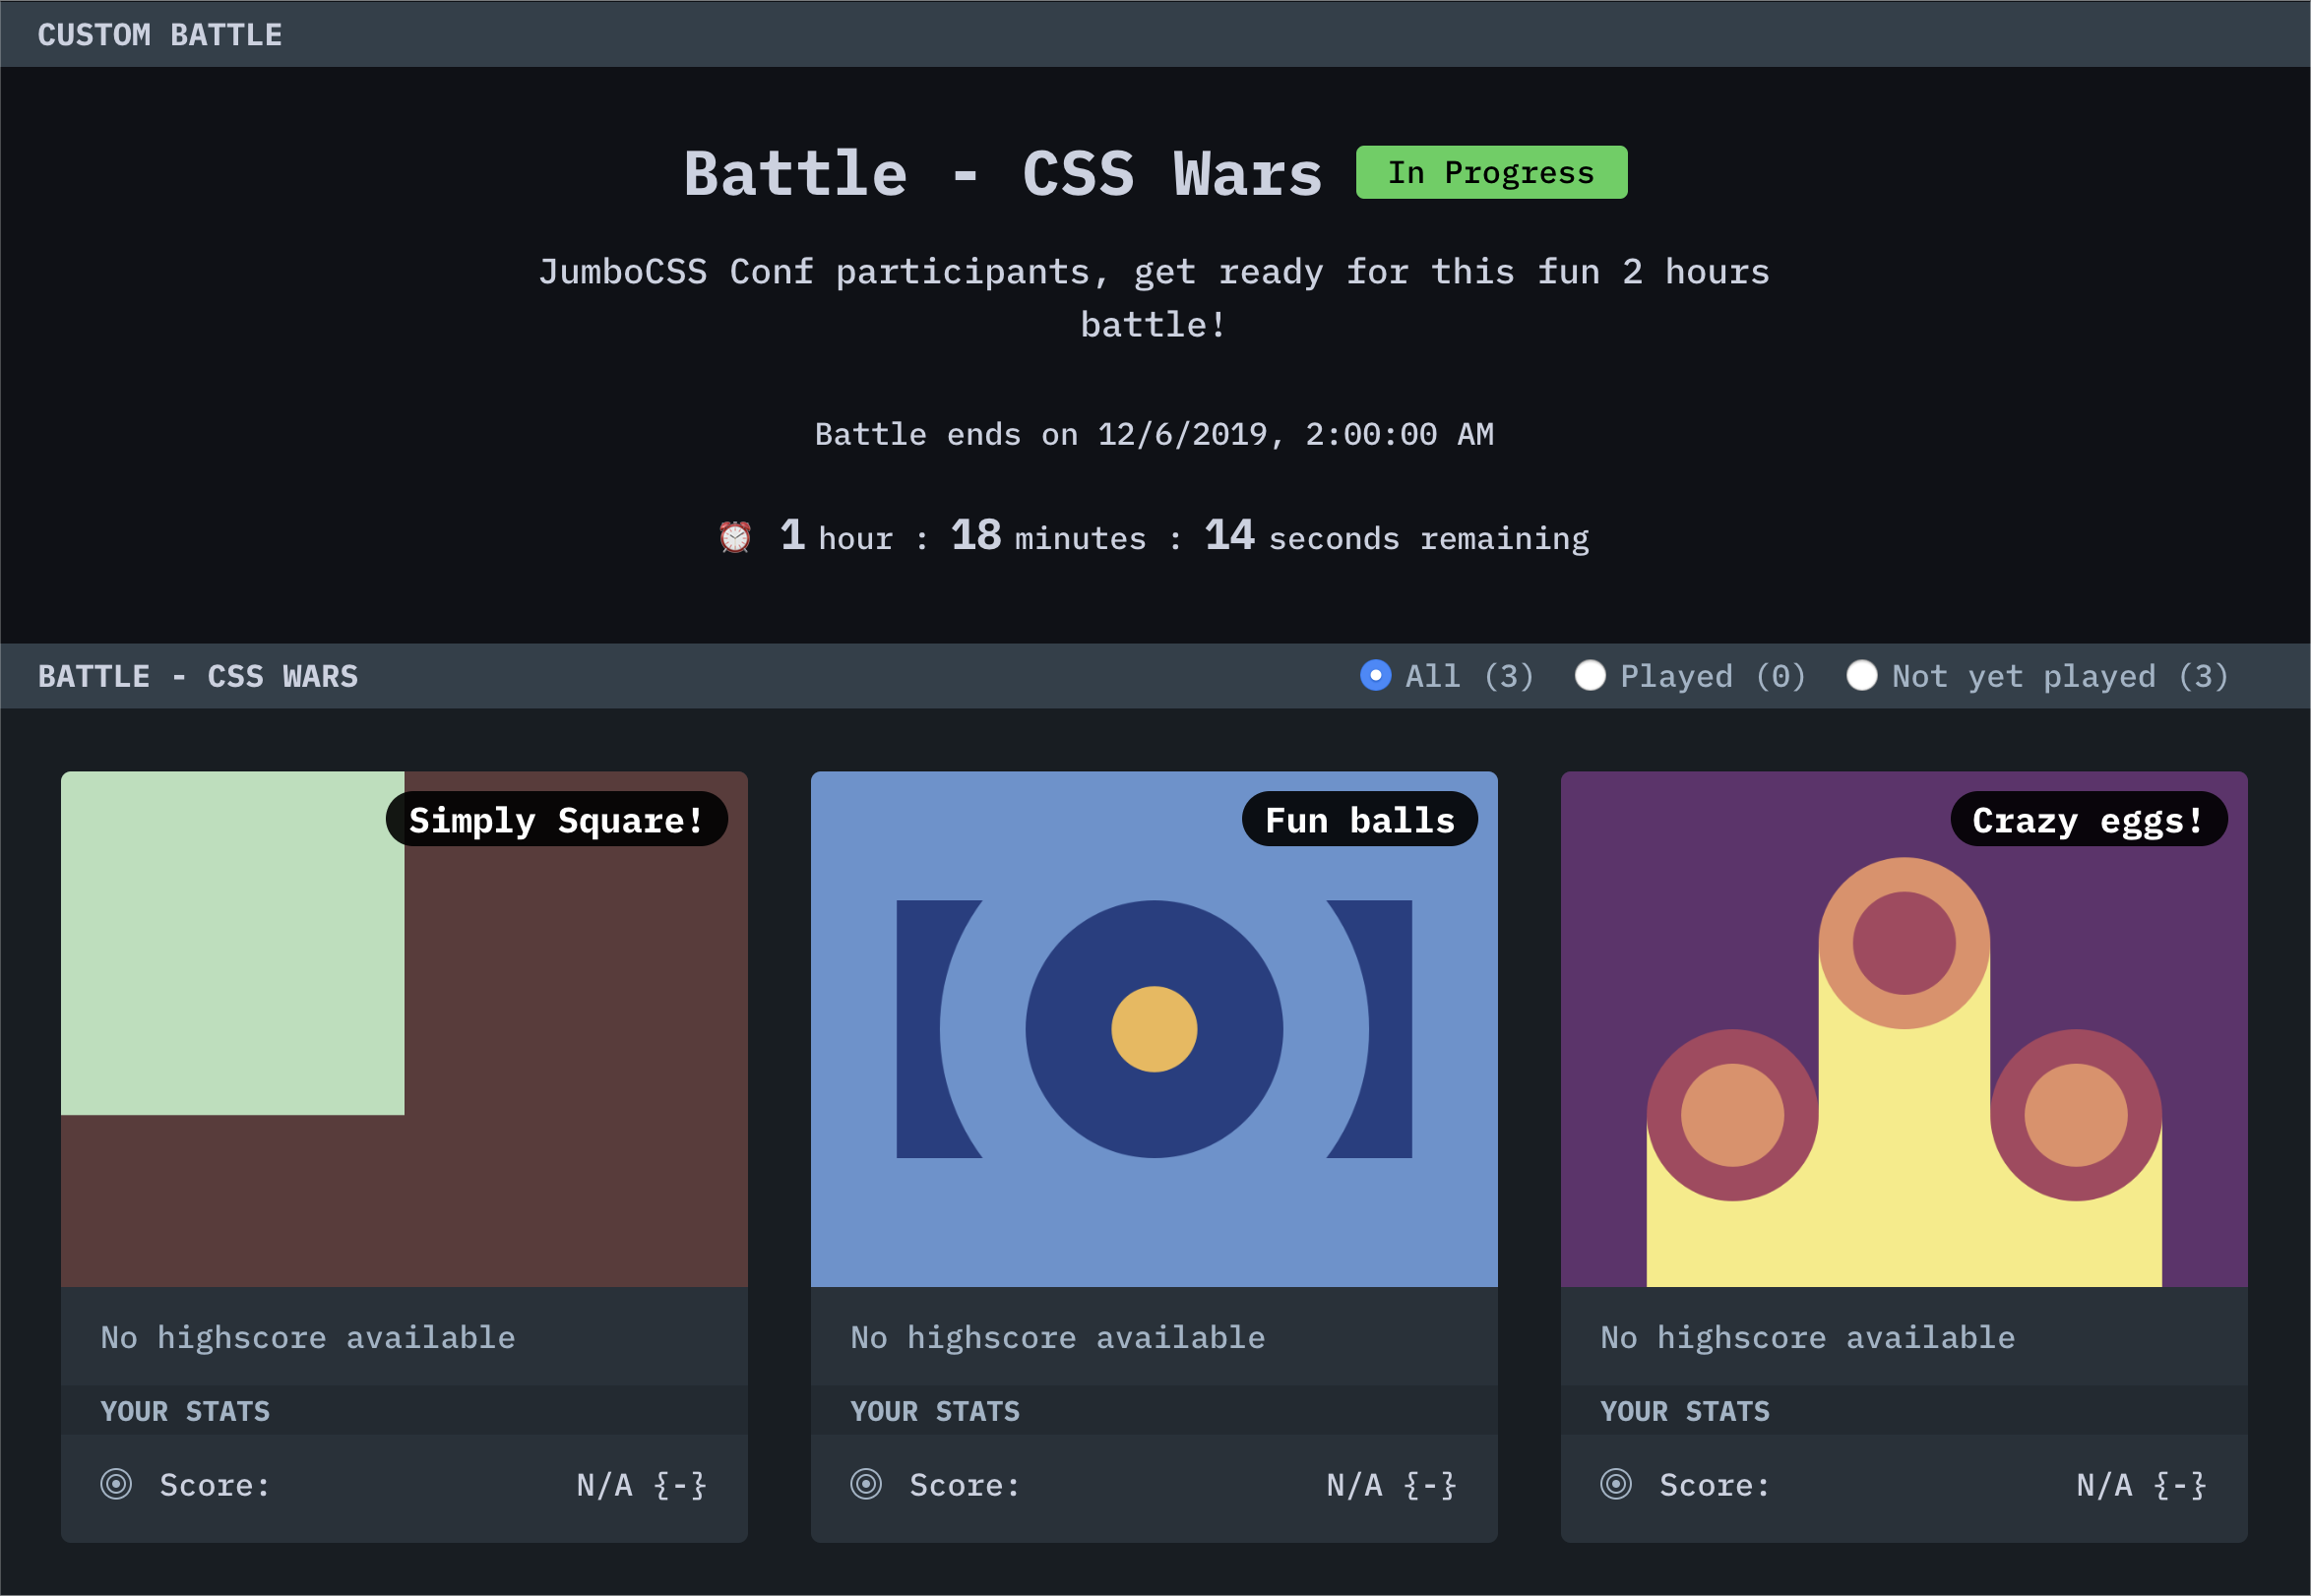 CUSTOM BATTLE
Battle - CSS Wars In Progress
JumboCSS Conf participants, get ready for this fun 2 hours
battle!
Battle ends on 12/6/2019, 2:00:00 AM
⏰ 1 hour : 18 minutes : 14 seconds remaining
BATTLE - CSS WARS All (3) Played (0) Not yet played (3)
Simply Square! Fun balls Crazy eggs!
No highscore available No highscore available No highscore available
YOUR STATS YOUR STATS YOUR STATS
Score: N/A {-} Score: N/A {-} Score: N/A {-}